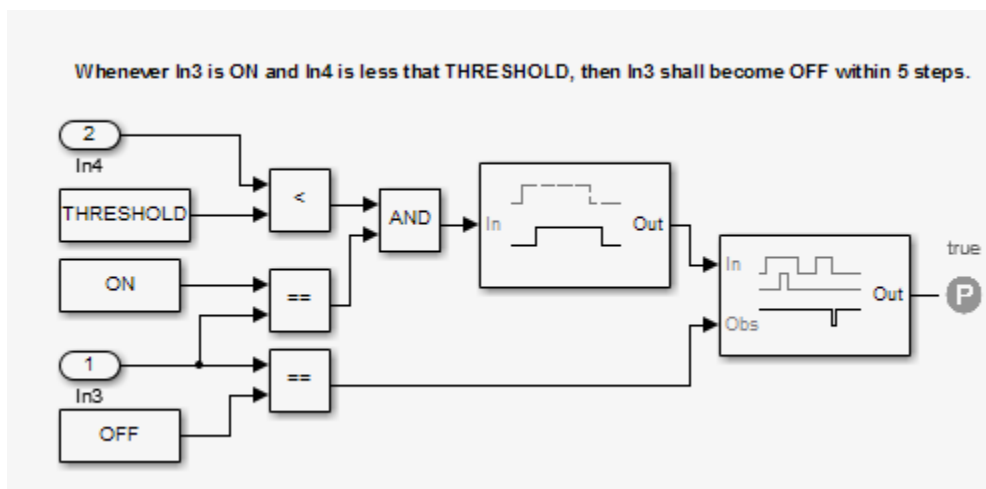 Whenever In3 is ON and In4 is less that THRESHOLD, then In3 shall become OFF within 5 steps.
2
In4
<
THRESHOLD
AND
In
Out
ON
==
In
Obs
Out
true
P
1
In3
==
OFF